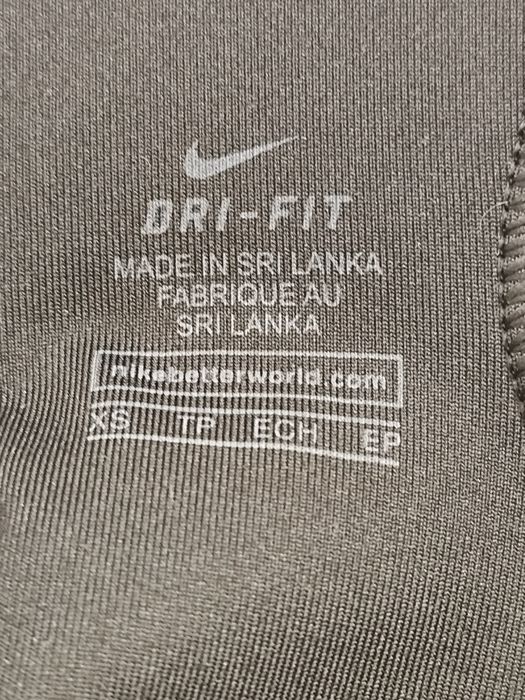 DRI-FIT
MADE IN SRI LANKA
FABRIQUE AU
SRI LANKA
nikebetterworld.com
XS TP ECH EP